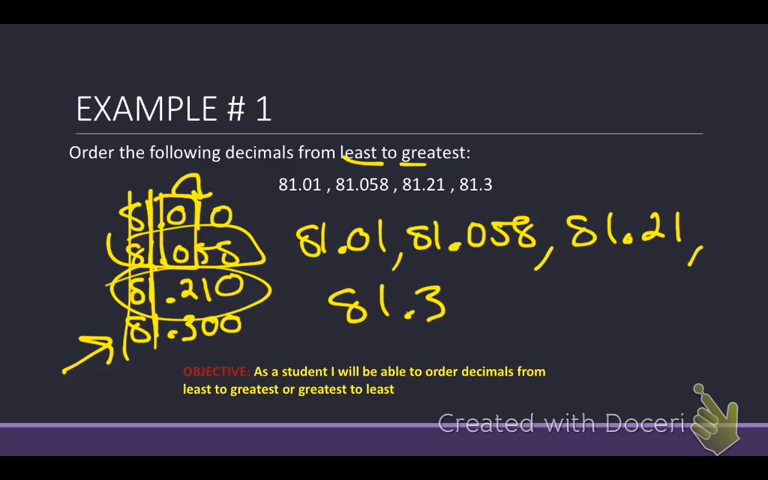 EXAMPLE # 1
Order the following decimals from least to greatest:
81.01 , 81.058 , 81.21 , 81.3
81.010
81.058
81.210
81.300
81.01, 81.058, 81.21,
81.3
OBJECTIVE: As a student I will be able to order decimals from
least to greatest or greatest to least
Created with Doceri